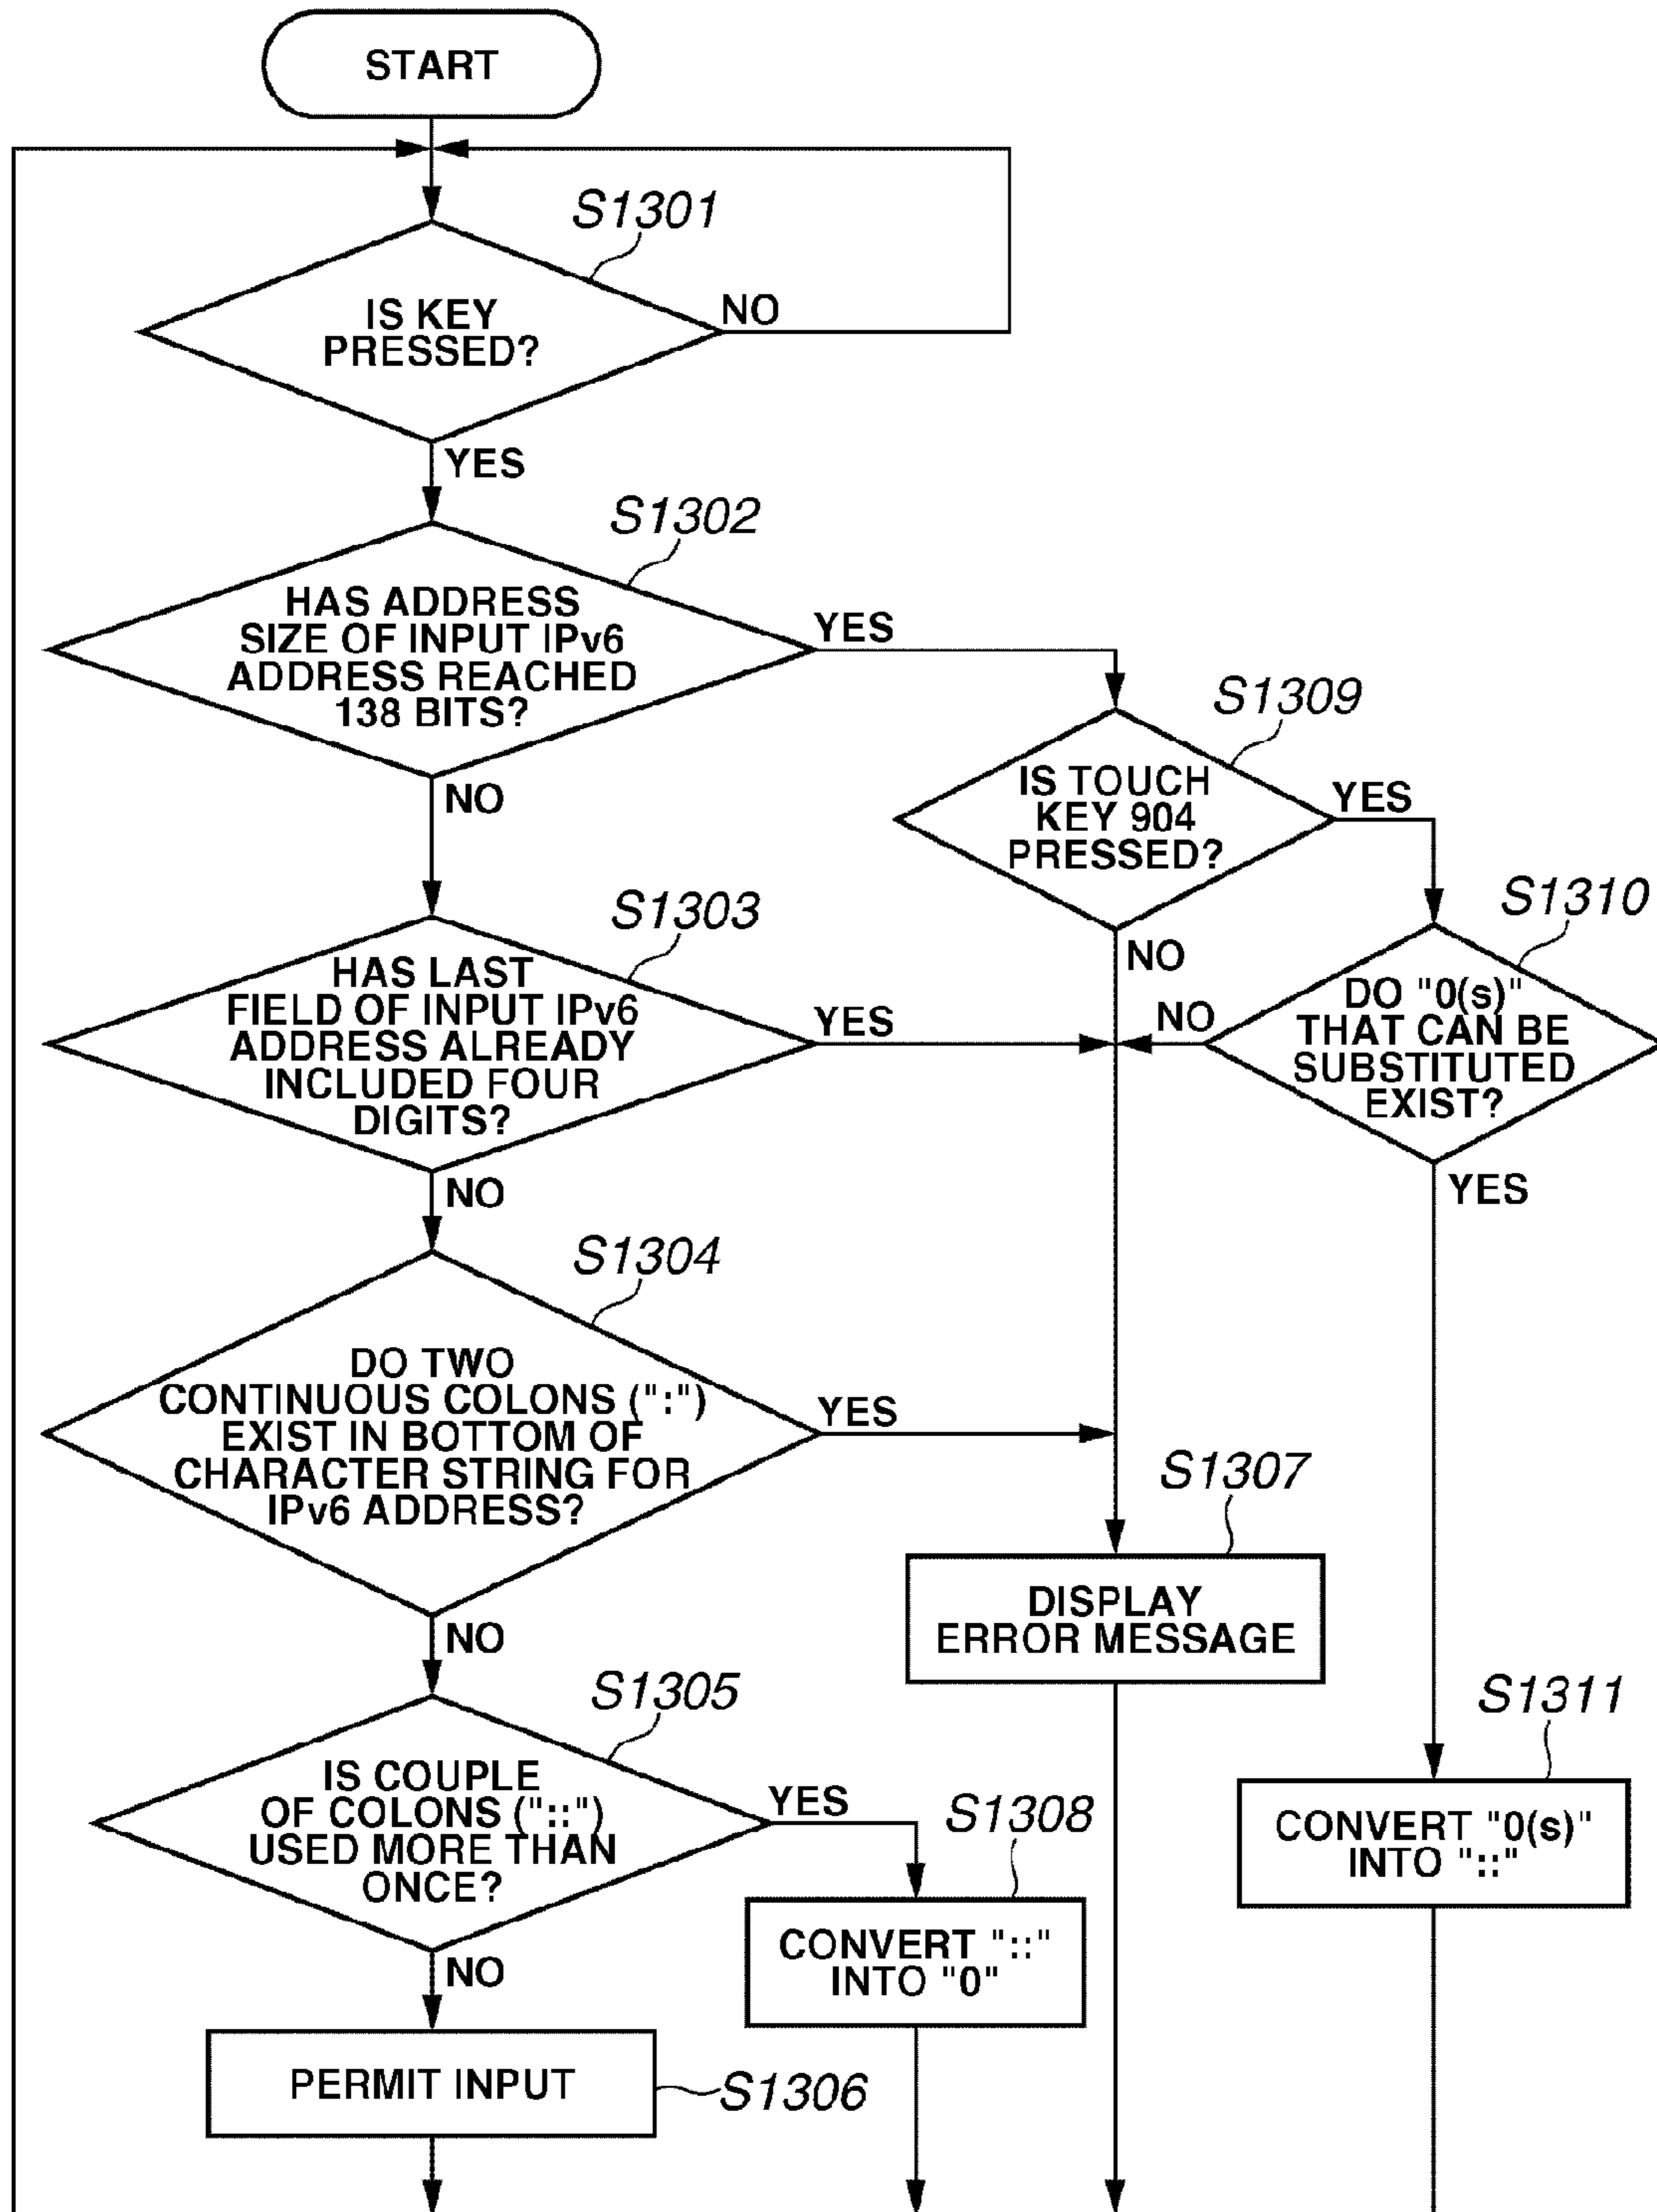 START
S1301
IS KEY
PRESSED?
NO
YES
S1302
HAS ADDRESS
SIZE OF INPUT IPv6
ADDRESS REACHED
138 BITS?
YES
NO
S1309
IS TOUCH
KEY 904
PRESSED?
YES
NO
S1303
HAS LAST
FIELD OF INPUT IPv6
ADDRESS ALREADY
INCLUDED FOUR
DIGITS?
YES
NO
S1310
DO "0(s)"
THAT CAN BE
SUBSTITUTED
EXIST?
NO
YES
S1304
DO TWO
CONTINUOUS COLONS (":")
EXIST IN BOTTOM OF
CHARACTER STRING FOR
IPv6 ADDRESS?
YES
NO
S1307
DISPLAY
ERROR MESSAGE
S1305
IS COUPLE
OF COLONS ("::")
USED MORE THAN
ONCE?
YES
NO
S1308
CONVERT "::"
INTO "0"
S1311
CONVERT "0(s)"
INTO "::"
PERMIT INPUT
S1306